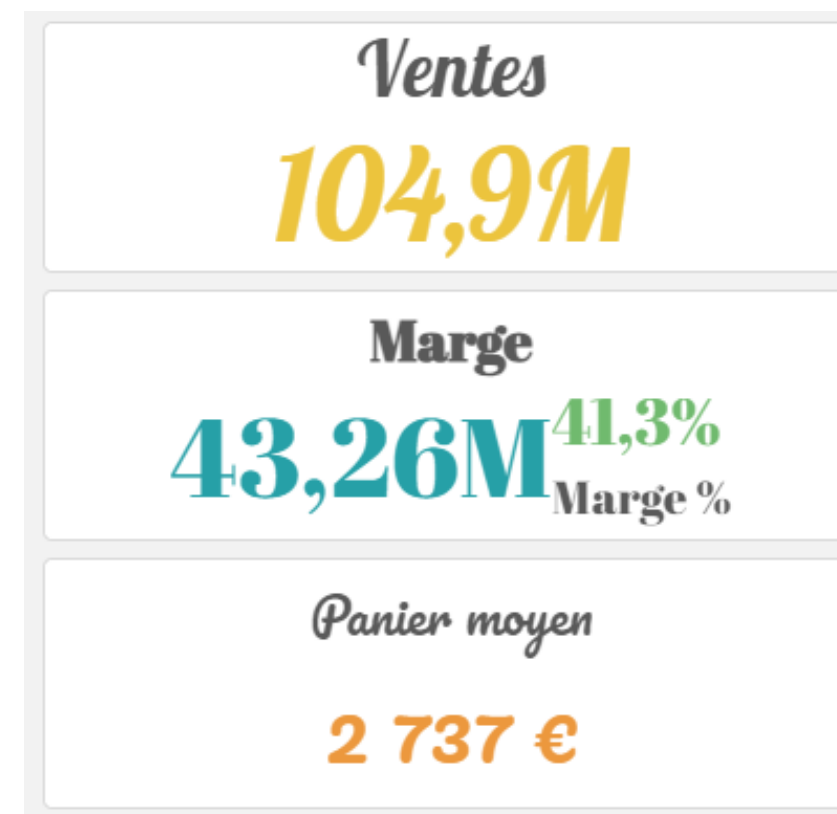 Ventes
104,9M
Marge
43,26M
41,3%
Marge %
Panier moyen
2 737 €